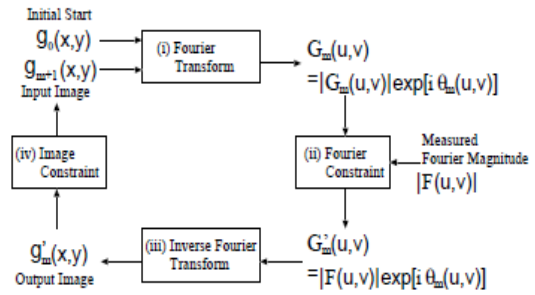 Initial Start
g₀(x,y)
gₘ₊₁(x,y)
Input Image
(i) Fourier
Transform
Gₘ(u,v)
=|Gₘ(u,v)|exp[i θₘ(u,v)]
(ii) Fourier
Constraint
Measured
Fourier Magnitude
|F(u,v)|
G'ₘ(u,v)
=|F(u,v)|exp[i θₘ(u,v)]
(iii) Inverse Fourier
Transform
g'ₘ(x,y)
Output Image
(iv) Image
Constraint